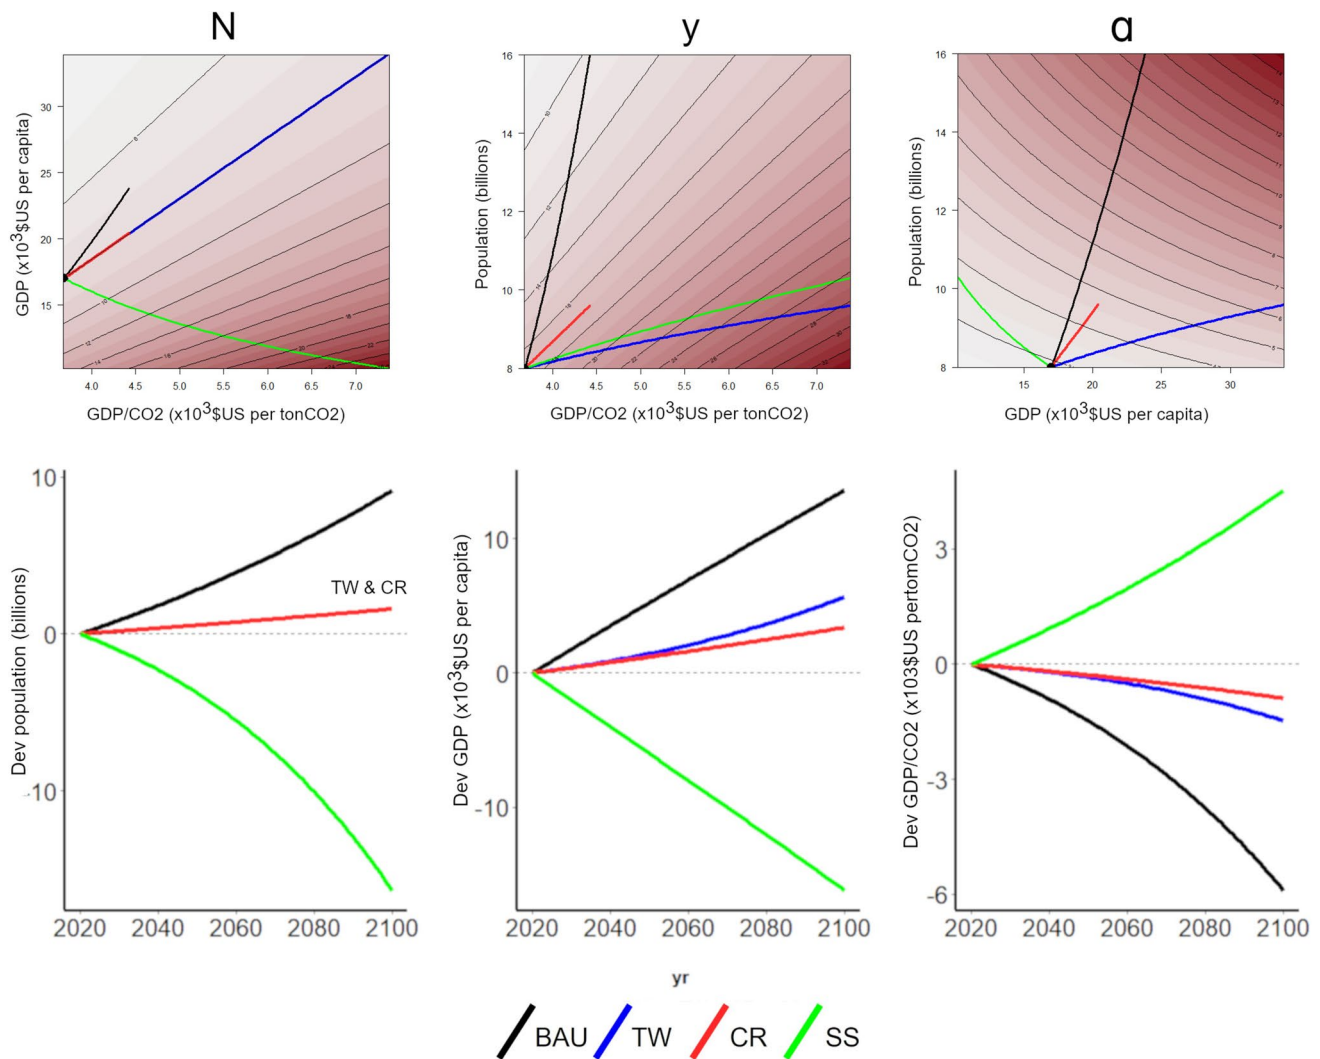 N y α
GDP (x10³$US per capita)
30
25
20
15
4.0 4.5 5.0 5.5 6.0 6.5 7.0
GDP/CO2 (x10³$US per tonCO2)
Population (billions)
16
14
12
10
8
4.0 4.5 5.0 5.5 6.0 6.5 7.0
GDP/CO2 (x10³$US per tonCO2)
Population (billions)
16
14
12
10
8
15 20 30
GDP (x10³$US per capita)
Dev population (billions)
10
0
-10
TW & CR
2020 2040 2060 2080 2100
Dev GDP (x10³$US per capita)
10
0
-10
2020 2040 2060 2080 2100
Dev GDP/CO2 (x103$US pertomCO2)
3
0
-3
-6
2020 2040 2060 2080 2100
yr
BAU TW CR SS